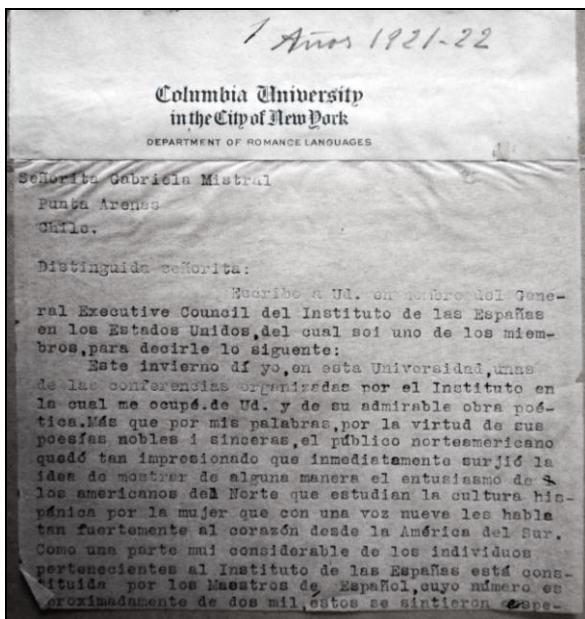 1 Años 1921-22
Columbia University
in the City of New York
DEPARTMENT OF ROMANCE LANGUAGES
Señorita Gabriela Mistral
Punta Arenas
Chile.
Distinguida señorita:
Escribo a Ud. en nombre del Gene-
ral Executive Council del Instituto de las Españas
en los Estados Unidos,del cual soi uno de los miem-
bros,para decirle lo siguente:
Este invierno dí yo,en esta Universidad,unas
de las conferencias organizadas por el Instituto en
la cual me ocupé.de Ud. y de su admirable obra poé-
tica.Más que por mis palabras,por la virtud de sus
poesías nobles i sinceras,el público nortesmericano
quedó tan impresionado que inmediatamente surjió la
idea de mostrar de alguna manera el entusiasmo de
los americanos del Norte que estudian la cultura his-
pánica por la mujer que con una voz nueva les habla
tan fuertemente al corazón desde la América del Sur.
Como una parte mui considerable de los individuos
pertenecientes al Instituto de las Españas está cons-
tituida por los Maestros de Español,cuyo número es
aproximadamente de dos mil,éstos se sintieron espe-